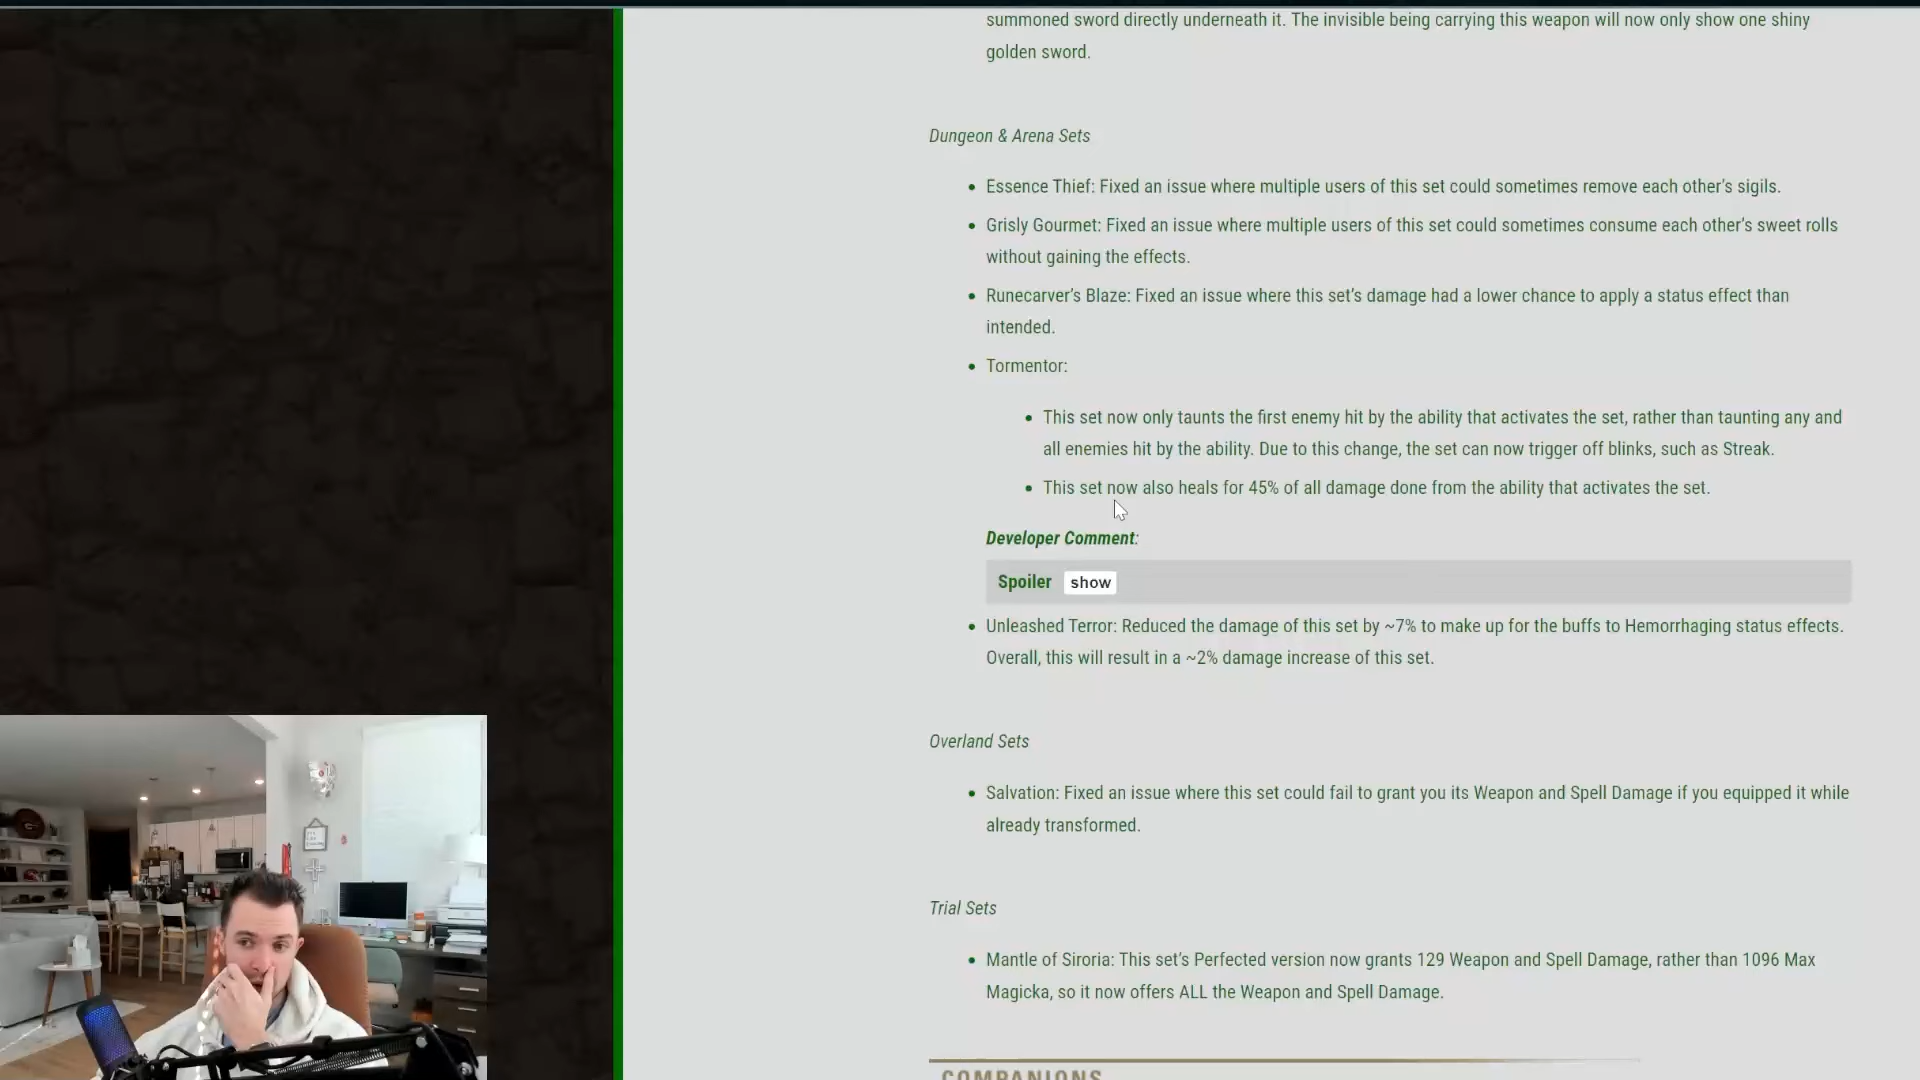 summoned sword directly underneath it. The invisible being carrying this weapon will now only show one shiny
golden sword.
Dungeon & Arena Sets
Essence Thief: Fixed an issue where multiple users of this set could sometimes remove each other's sigils.
Grisly Gourmet: Fixed an issue where multiple users of this set could sometimes consume each other's sweet rolls
without gaining the effects.
Runecarver's Blaze: Fixed an issue where this set's damage had a lower chance to apply a status effect than
intended.
Tormentor:
This set now only taunts the first enemy hit by the ability that activates the set, rather than taunting any and
all enemies hit by the ability. Due to this change, the set can now trigger off blinks, such as Streak.
This set now also heals for 45% of all damage done from the ability that activates the set.
Developer Comment:
Spoiler show
Unleashed Terror: Reduced the damage of this set by ~7% to make up for the buffs to Hemorrhaging status effects.
Overall, this will result in a ~2% damage increase of this set.
Overland Sets
Salvation: Fixed an issue where this set could fail to grant you its Weapon and Spell Damage if you equipped it while
already transformed.
Trial Sets
Mantle of Siroria: This set's Perfected version now grants 129 Weapon and Spell Damage, rather than 1096 Max
Magicka, so it now offers ALL the Weapon and Spell Damage.
COMPANIONS